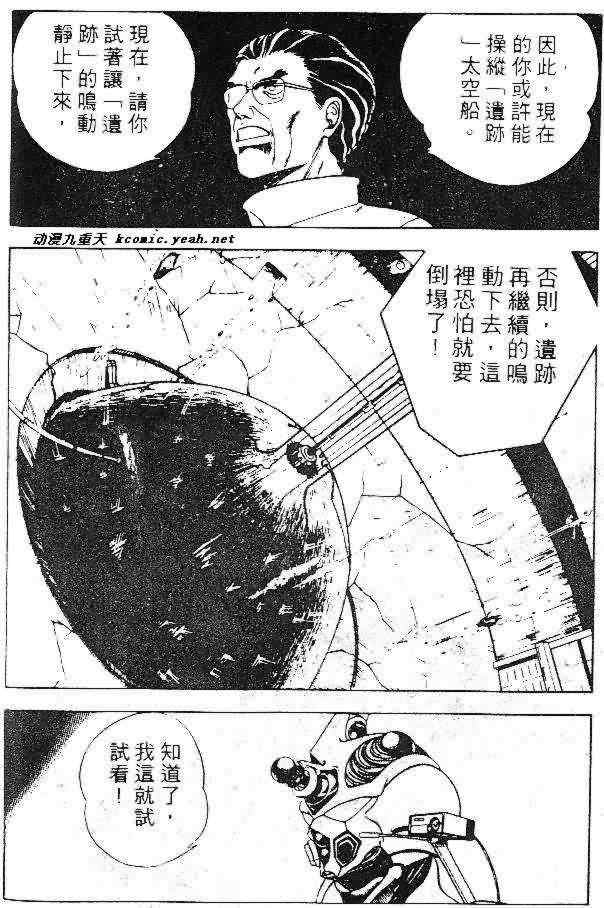 因此，現在
的你或許能
操縱「遺跡
」太空船。
現在，請你
試著讓「遺
跡」的鳴動
靜止下來，
动漫九重天 kcomic.yeah.net
否則，遺跡
再繼續的鳴
動下去，這
裡恐怕就要
倒塌了！
知道了，
我這就試
試看！